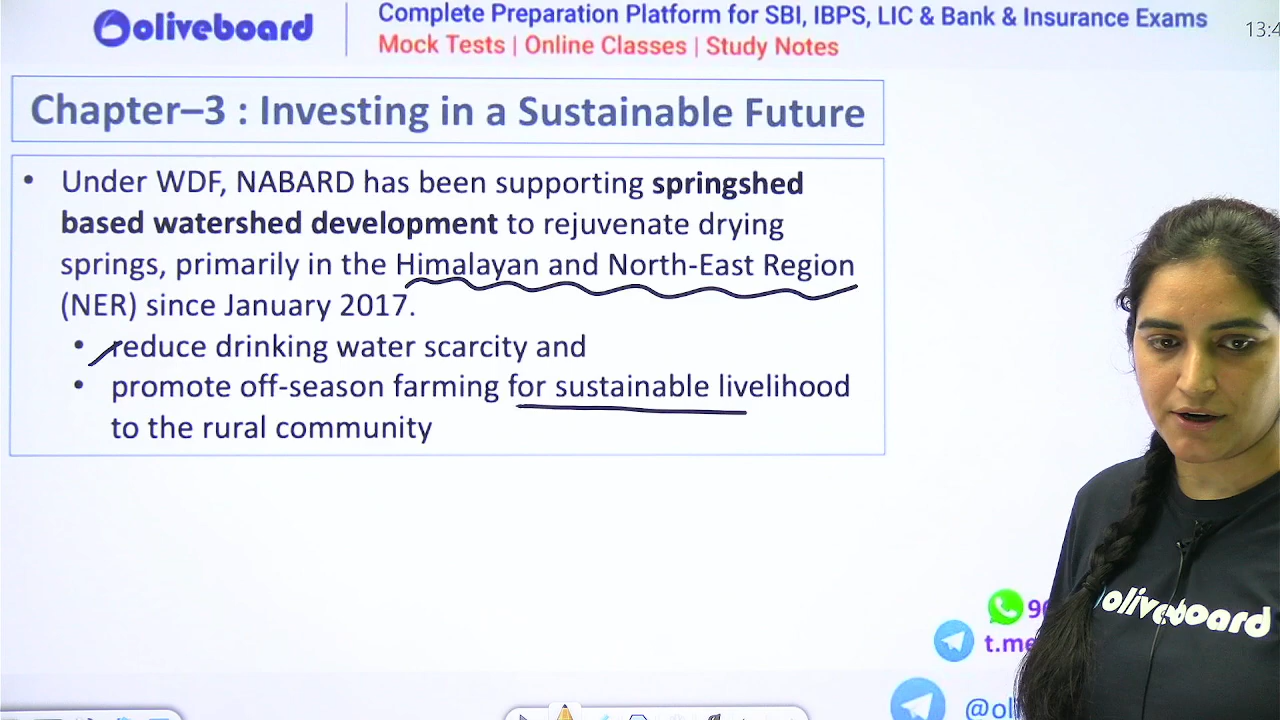 oliveboard
Complete Preparation Platform for SBI, IBPS, LIC & Bank & Insurance Exams
Mock Tests | Online Classes | Study Notes
13:4
Chapter–3 : Investing in a Sustainable Future
• Under WDF, NABARD has been supporting springshed
based watershed development to rejuvenate drying
springs, primarily in the Himalayan and North-East Region
(NER) since January 2017.
• reduce drinking water scarcity and
• promote off-season farming for sustainable livelihood
to the rural community
oliveboard
t.me